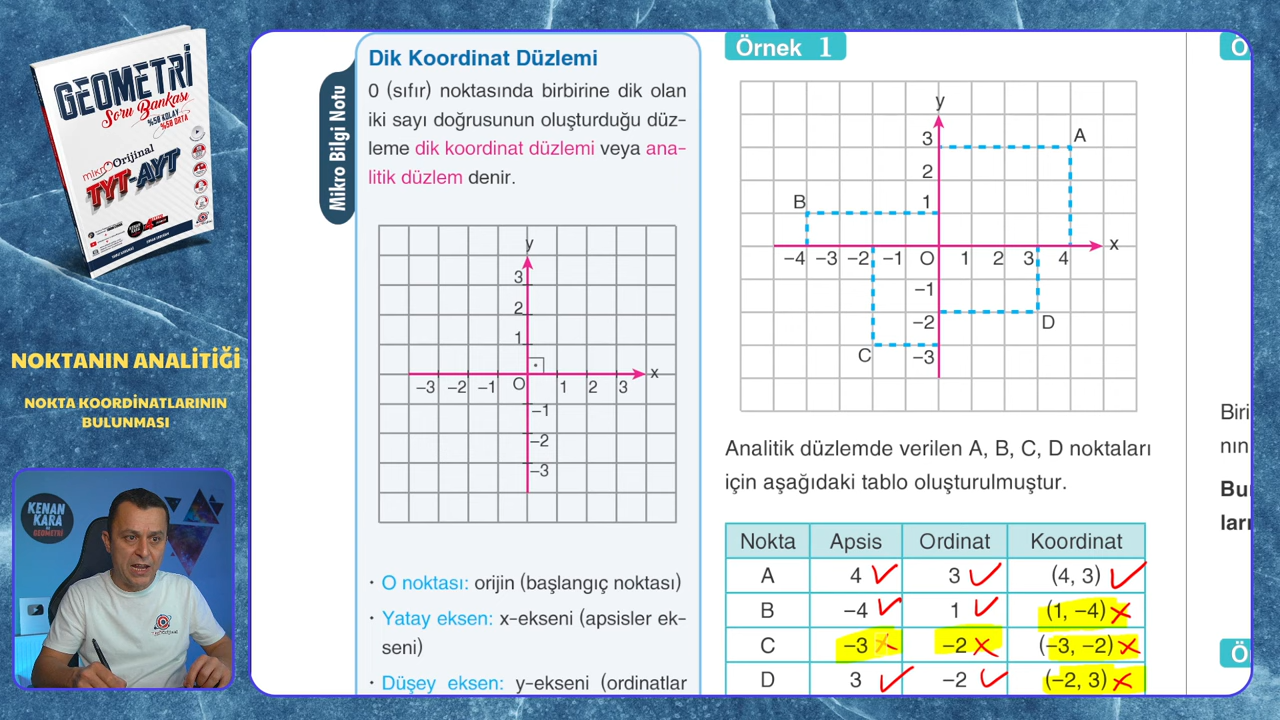 GEOMETRİ
Soru Bankası
%50 KOLAY
%50 ORTA
mikro Orijinal
TYT-AYT
NOKTANIN ANALİTİĞİ
NOKTA KOORDİNATLARININ
BULUNMASI
KENAN
KARA
GEOMETRİ
Mikro Bilgi Notu
Dik Koordinat Düzlemi
0 (sıfır) noktasında birbirine dik olan
iki sayı doğrusunun oluşturduğu düz-
leme dik koordinat düzlemi veya ana-
litik düzlem denir.
y
3
2
1
−3 −2 −1 O 1 2 3 x
−1
−2
−3
• O noktası: orijin (başlangıç noktası)
• Yatay eksen: x-ekseni (apsisler ek-
seni)
• Düşey eksen: y-ekseni (ordinatlar
Örnek 1
y
3 A
2
B 1
−4 −3 −2 −1 O 1 2 3 4 x
−1
−2 D
C −3
Analitik düzlemde verilen A, B, C, D noktaları
için aşağıdaki tablo oluşturulmuştur.
Nokta Apsis Ordinat Koordinat
A 4 3 (4, 3)
B −4 1 (1, −4)
C −3 −2 (−3, −2)
D 3 −2 (−2, 3)
Ö
Biri
nın
Bu
ları
Ö